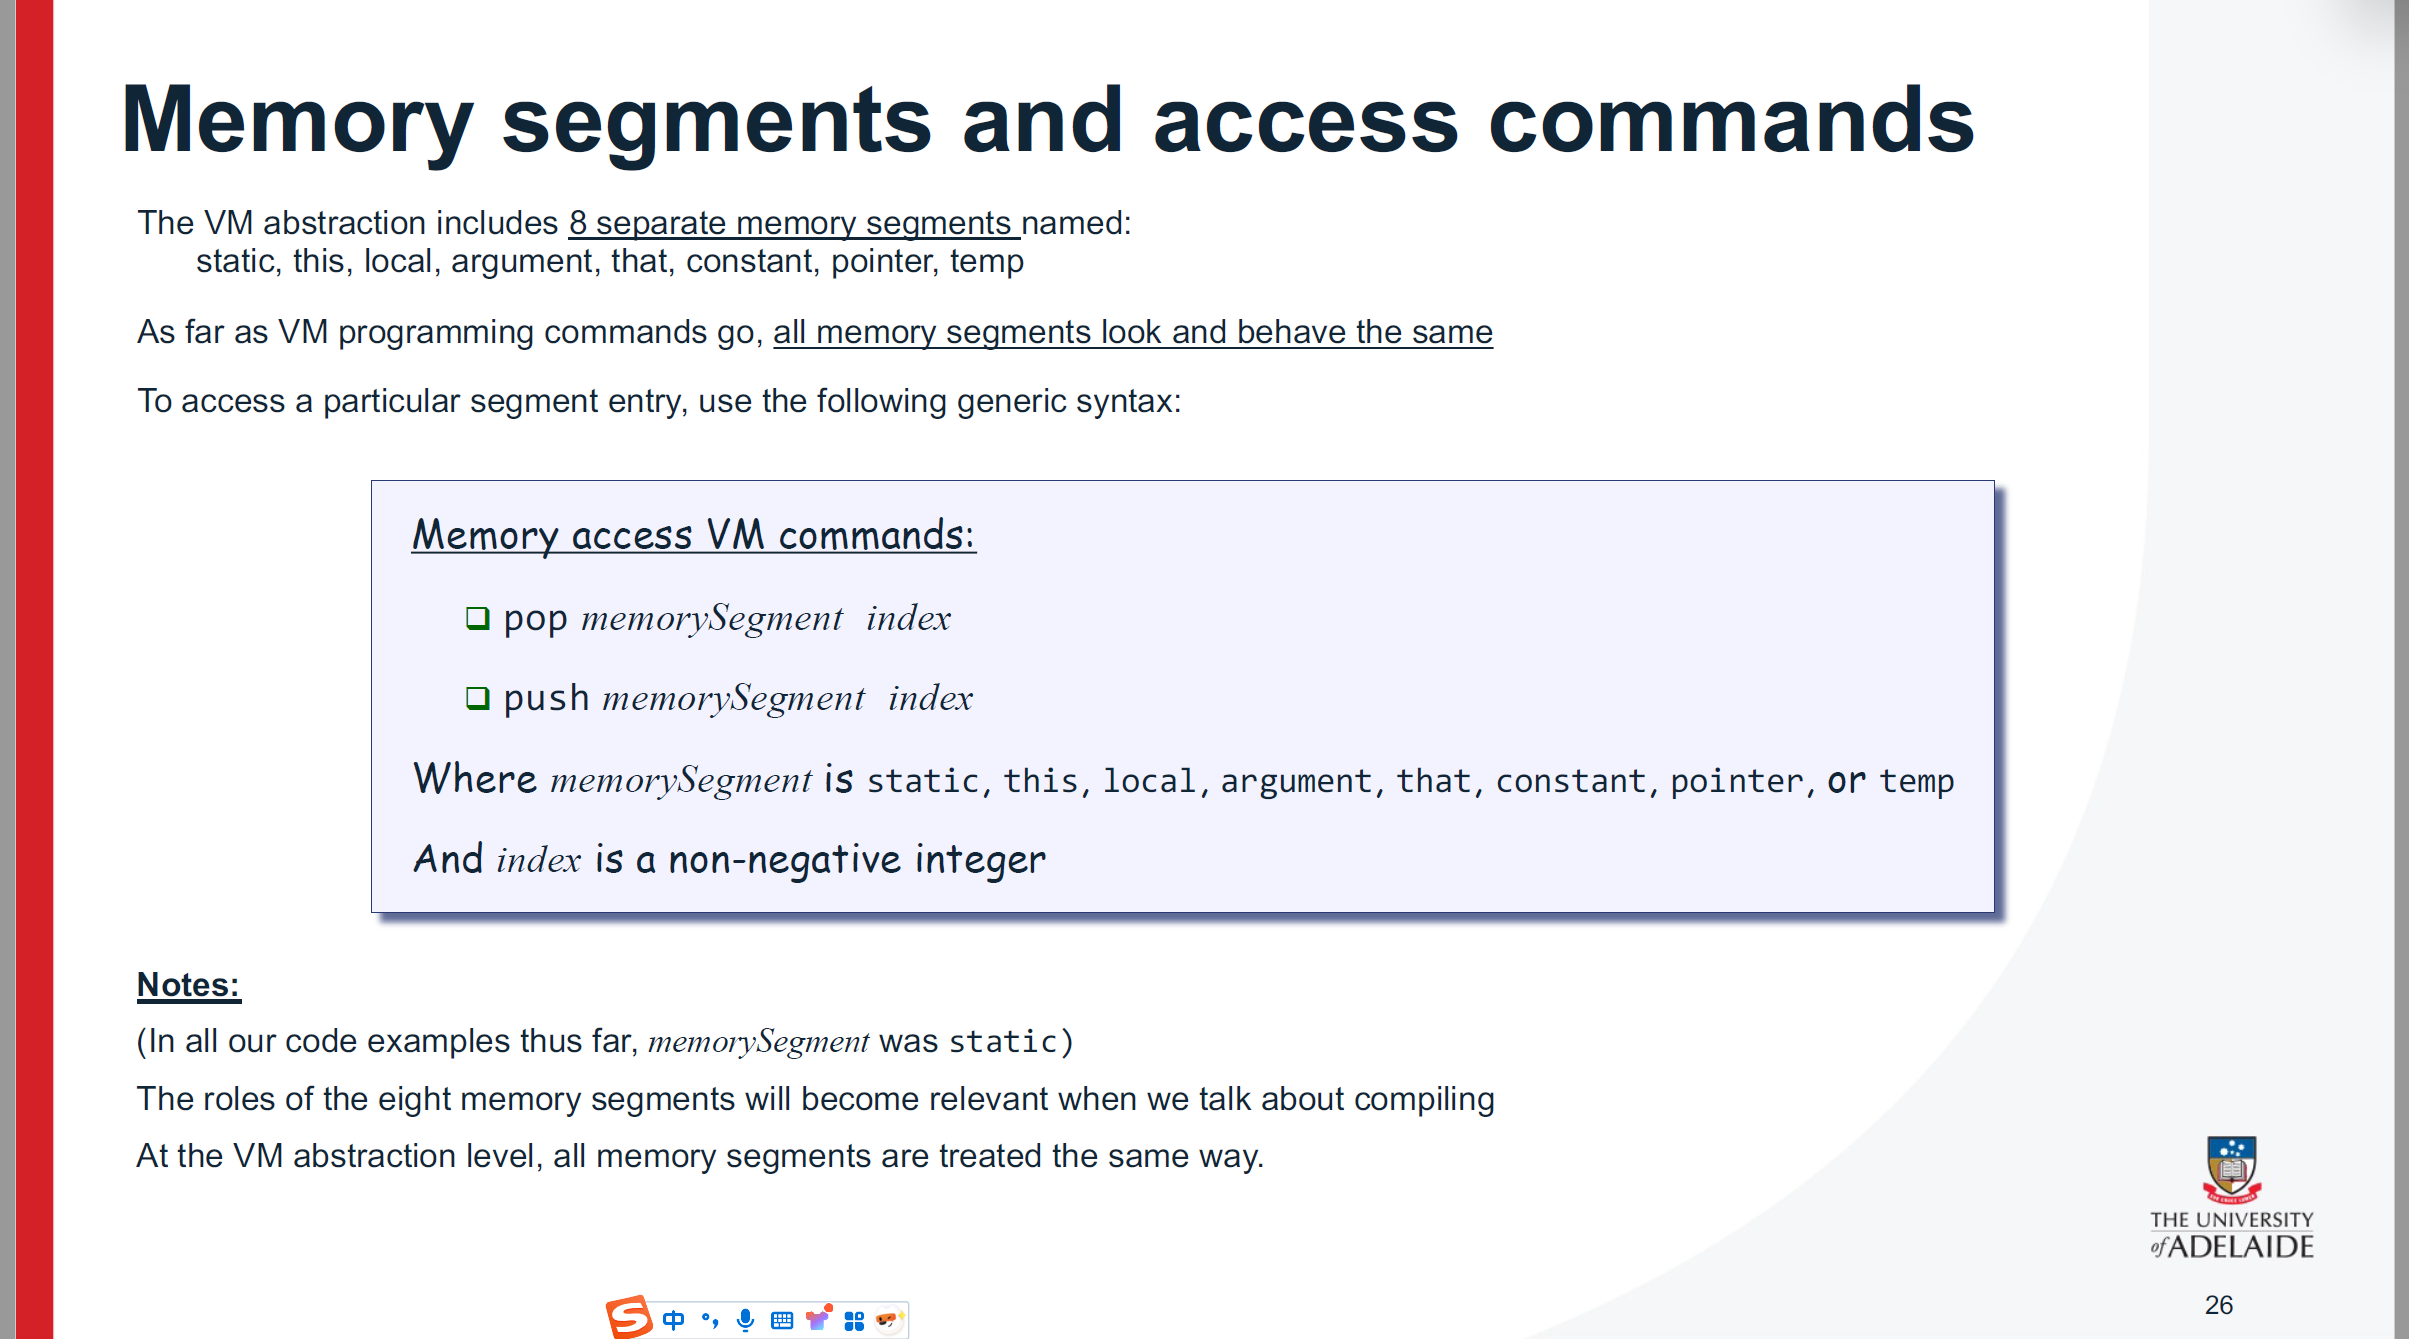 Memory segments and access commands
The VM abstraction includes 8 separate memory segments named:
static, this, local, argument, that, constant, pointer, temp
As far as VM programming commands go, all memory segments look and behave the same
To access a particular segment entry, use the following generic syntax:
Memory access VM commands:
pop memorySegment index
push memorySegment index
Where memorySegment is static, this, local, argument, that, constant, pointer, or temp
And index is a non-negative integer
Notes:
(In all our code examples thus far, memorySegment was static)
The roles of the eight memory segments will become relevant when we talk about compiling
At the VM abstraction level, all memory segments are treated the same way.
THE UNIVERSITY
of ADELAIDE
26
S 中